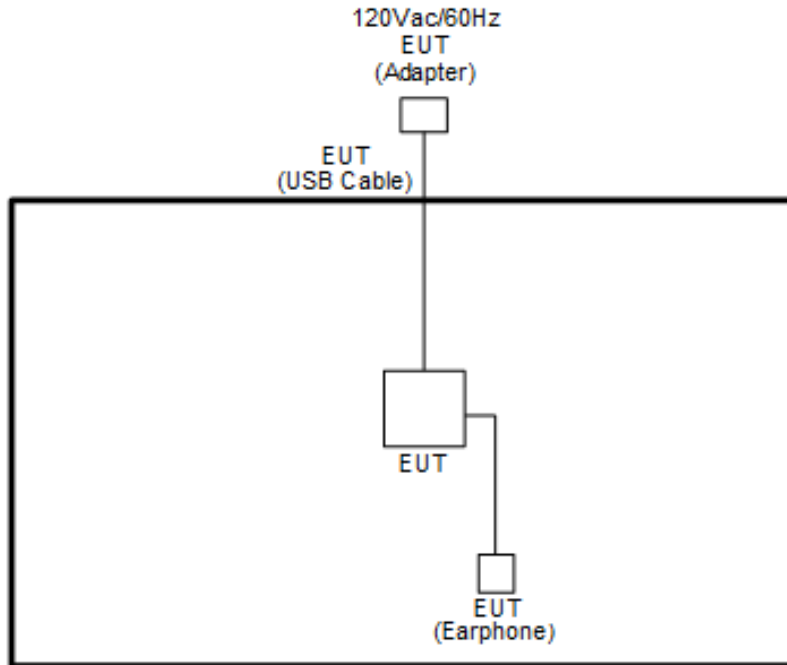 120Vac/60Hz
EUT
(Adapter)
EUT
(USB Cable)
EUT
EUT
(Earphone)